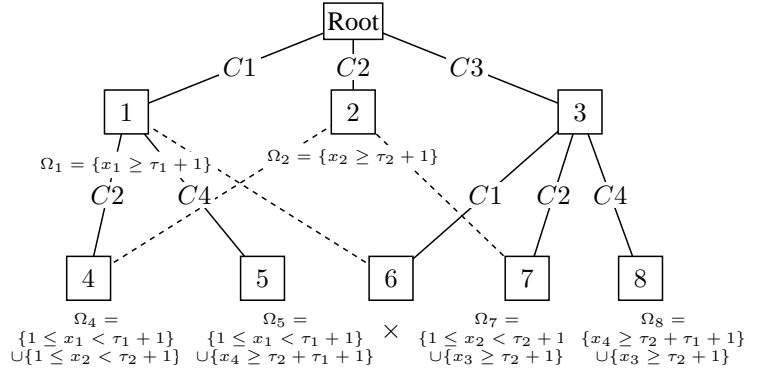 Root
C1 C2 C3
1 2 3
Ω₁ = {x₁ ≥ τ₁ + 1} Ω₂ = {x₂ ≥ τ₂ + 1}
C2 C4 C1 C2 C4
4 5 6 7 8
Ω₄ = Ω₅ = Ω₇ = Ω₈ =
{1 ≤ x₁ < τ₁ + 1} {1 ≤ x₁ < τ₁ + 1} × {1 ≤ x₂ < τ₂ + 1 {x₄ ≥ τ₂ + τ₁ + 1}
∪{1 ≤ x₂ < τ₂ + 1} ∪{x₄ ≥ τ₂ + τ₁ + 1} ∪{x₃ ≥ τ₂ + 1} ∪{x₃ ≥ τ₂ + 1}